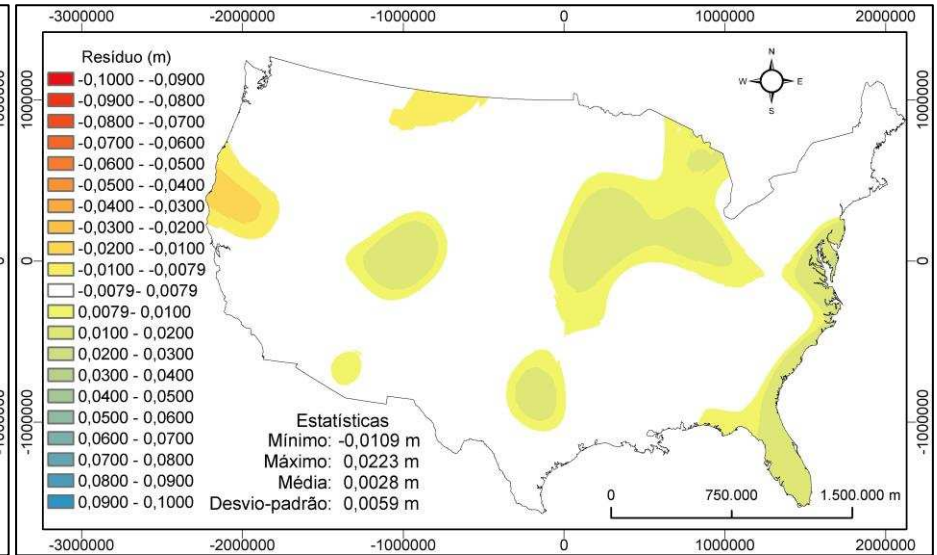 -3000000 -2000000 -1000000 0 1000000 2000000
Resíduo (m)
-0,1000 - -0,0900
-0,0900 - -0,0800
-0,0800 - -0,0700
-0,0700 - -0,0600
-0,0600 - -0,0500
-0,0500 - -0,0400
-0,0400 - -0,0300
-0,0300 - -0,0200
-0,0200 - -0,0100
-0,0100 - -0,0079
-0,0079- 0,0079
0,0079- 0,0100
0,0100 - 0,0200
0,0200 - 0,0300
0,0300 - 0,0400
0,0400 - 0,0500
0,0500 - 0,0600
0,0600 - 0,0700
0,0700 - 0,0800
0,0800 - 0,0900
0,0900 - 0,1000
N
W E
S
Estatísticas
Mínimo: -0,0109 m
Máximo: 0,0223 m
Média: 0,0028 m
Desvio-padrão: 0,0059 m
0 750.000 1.500.000 m
1000000
0
-1000000
1000000
0
-1000000
-3000000 -2000000 -1000000 0 1000000 2000000